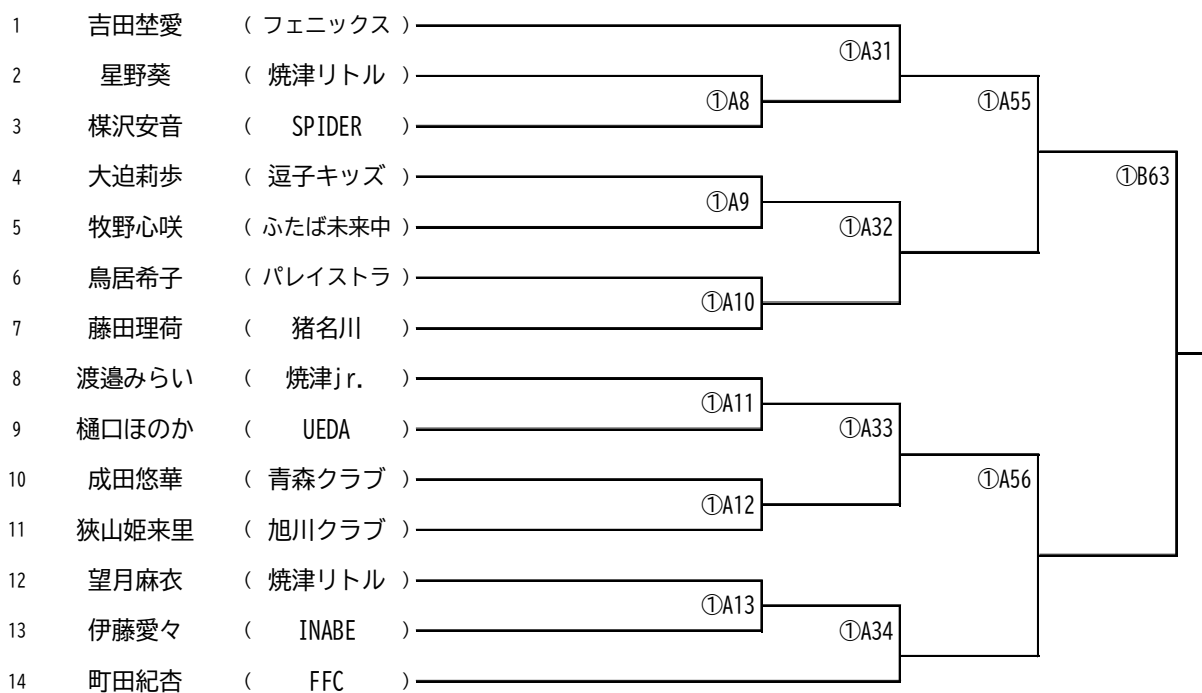 1 吉田埜愛 ( フェニックス )
①A31
2 星野葵 ( 焼津リトル )
①A8 ①A55
3 楳沢安音 ( SPIDER )
4 大迫莉歩 ( 逗子キッズ ) ①B63
①A9
5 牧野心咲 ( ふたば未来中 ) ①A32
6 鳥居希子 ( パレイストラ )
①A10
7 藤田理荷 ( 猪名川 )
8 渡邉みらい ( 焼津jr. )
①A11
9 樋口ほのか ( UEDA ) ①A33
10 成田悠華 ( 青森クラブ ) ①A56
①A12
11 狹山姫来里 ( 旭川クラブ )
12 望月麻衣 ( 焼津リトル )
①A13
13 伊藤愛々 ( INABE ) ①A34
14 町田紀杏 ( FFC )